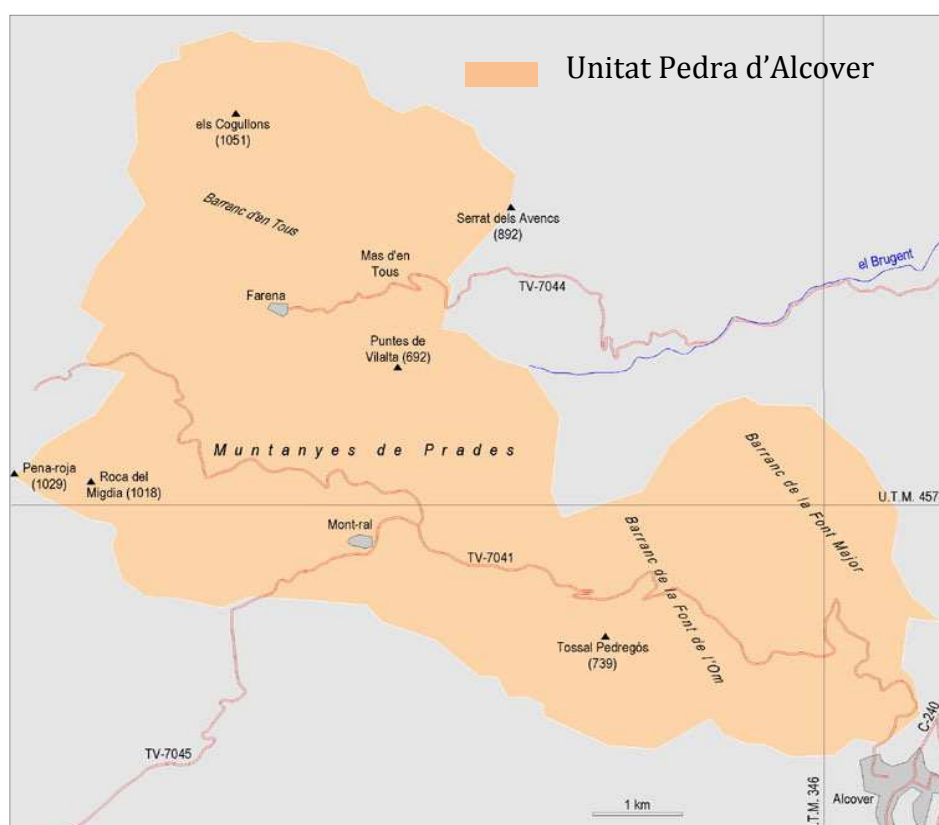 Unitat Pedra d'Alcover
els Cogullons
(1051)
Barranc d'en Tous
Serrat dels Avencs
(892)
el Brugent
Mas d'en
Tous
TV-7044
Farena
Puntes de
Vilalta (692)
Muntanyes de Prades
Barranc de la Font Major
Pena-roja
(1029)
Roca del
Migdia (1018)
U.T.M. 457
Mont-ral
Barranc de la Font de l'Om
TV-7041
Tossal Pedregós
(739)
C-240
TV-7045
1 km
U.T.M. 346
Alcover